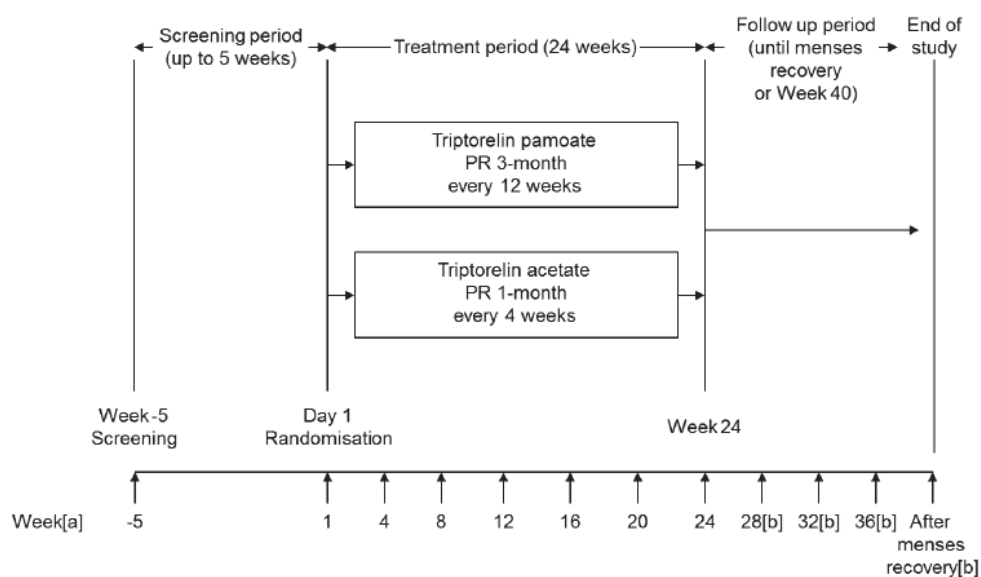 Screening period
(up to 5 weeks)
Treatment period (24 weeks)
Follow up period
(until menses
recovery
or Week 40)
End of
study
Triptorelin pamoate
PR 3-month
every 12 weeks
Triptorelin acetate
PR 1-month
every 4 weeks
Week -5
Screening
Day 1
Randomisation
Week 24
Week[a] -5 1 4 8 12 16 20 24 28[b] 32[b] 36[b] After
menses
recovery[b]